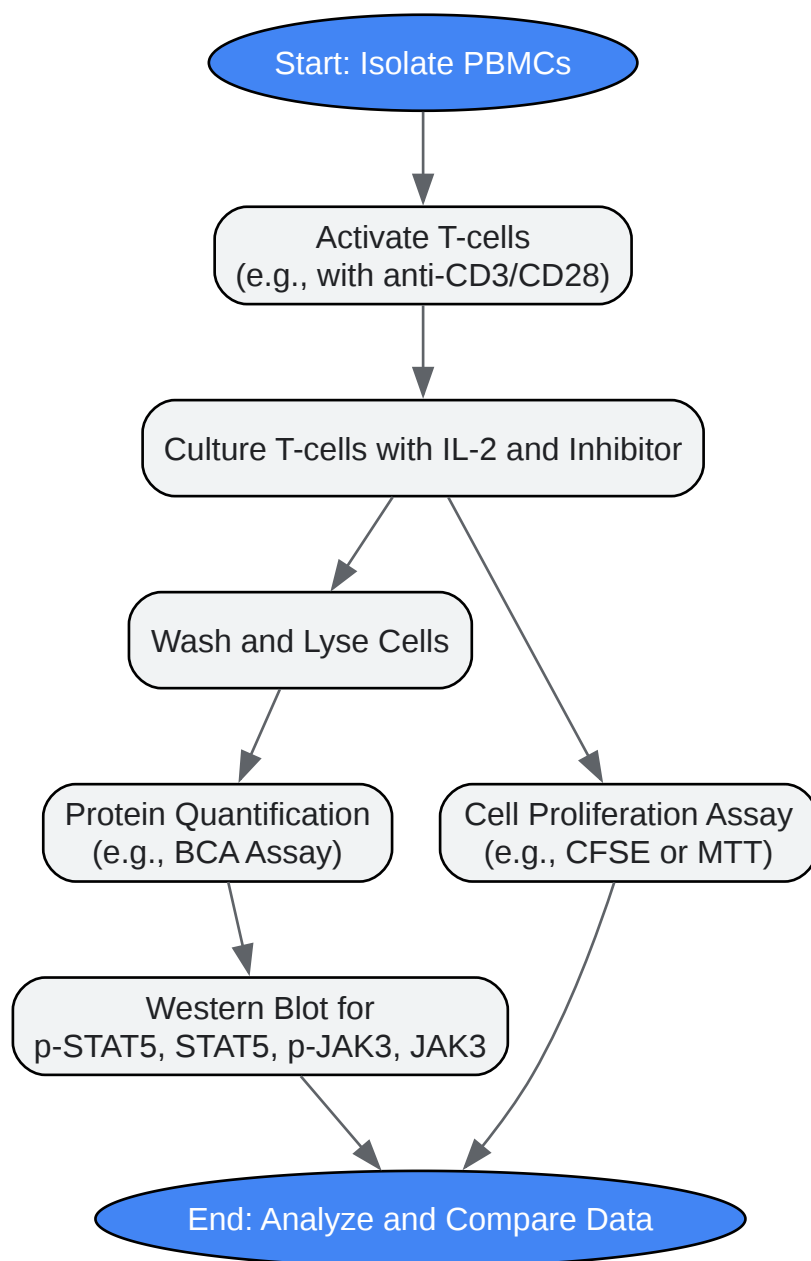 Start: Isolate PBMCs
Activate T-cells
(e.g., with anti-CD3/CD28)
Culture T-cells with IL-2 and Inhibitor
Wash and Lyse Cells
Protein Quantification
(e.g., BCA Assay)
Cell Proliferation Assay
(e.g., CFSE or MTT)
Western Blot for
p-STAT5, STAT5, p-JAK3, JAK3
End: Analyze and Compare Data